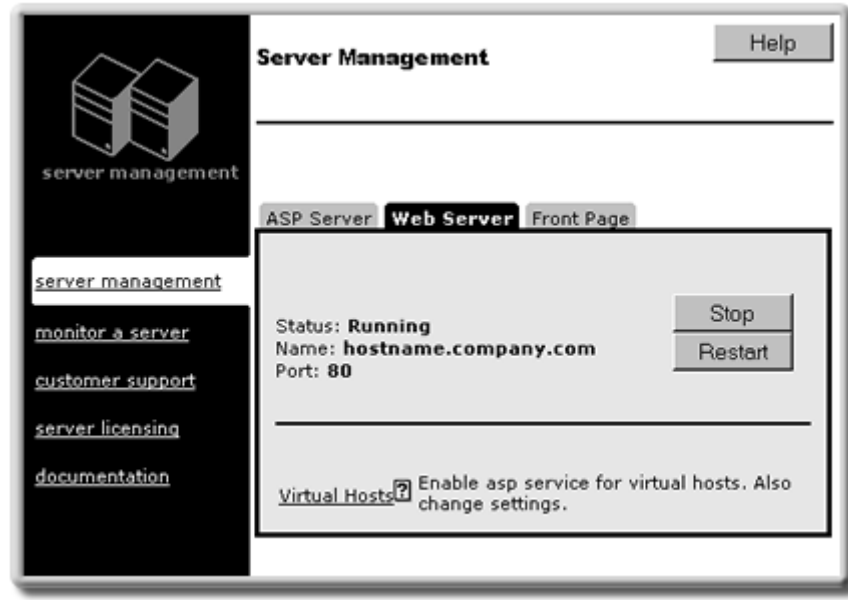 Server Management
Help
server management
ASP Server Web Server Front Page
server management
monitor a server
customer support
server licensing
documentation
Status: Running
Name: hostname.company.com
Port: 80
Stop
Restart
Virtual Hosts? Enable asp service for virtual hosts. Also
change settings.